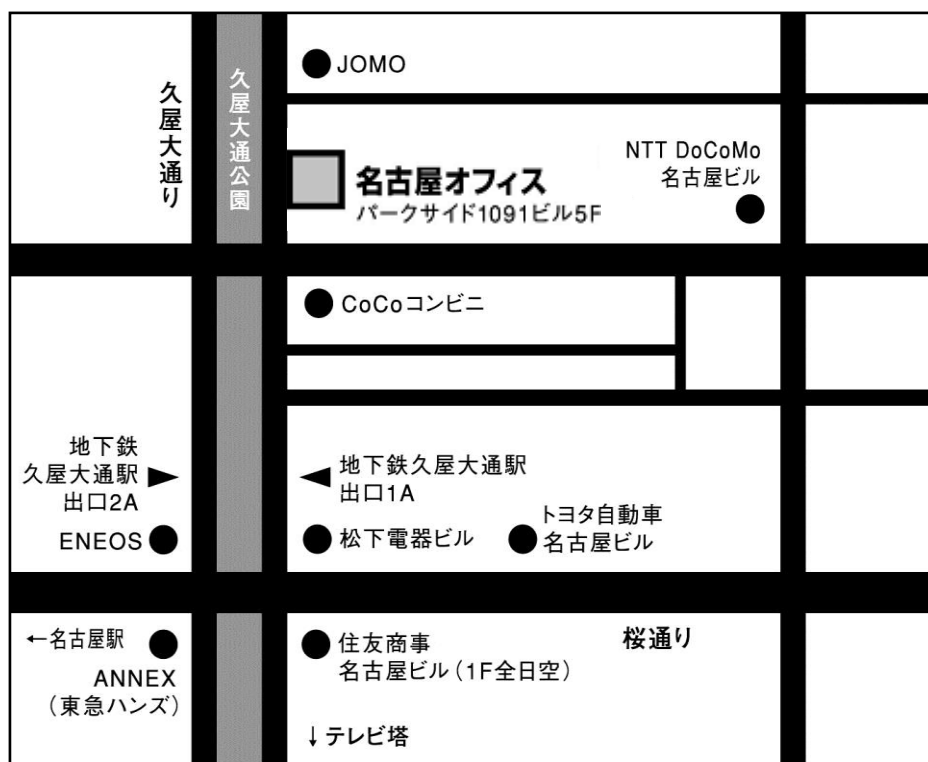 JOMO
久屋大通り
久屋大通公園
NTT DoCoMo
名古屋ビル
名古屋オフィス
パークサイド1091ビル5F
CoCoコンビニ
地下鉄
久屋大通駅
出口2A
地下鉄久屋大通駅
出口1A
ENEOS
松下電器ビル
トヨタ自動車
名古屋ビル
←名古屋駅
ANNEX
（東急ハンズ）
住友商事
名古屋ビル（1F全日空）
桜通り
↓テレビ塔